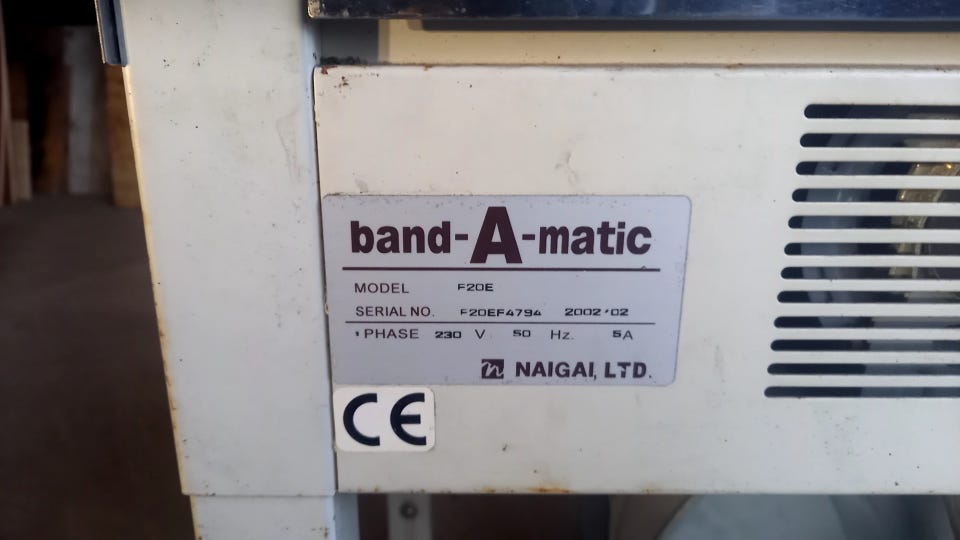 band-A-matic
MODEL F20E
SERIAL NO. F20EF4794 2002'02
1 PHASE 230 V 50 Hz. 5A
n NAIGAI, LTD.
CE